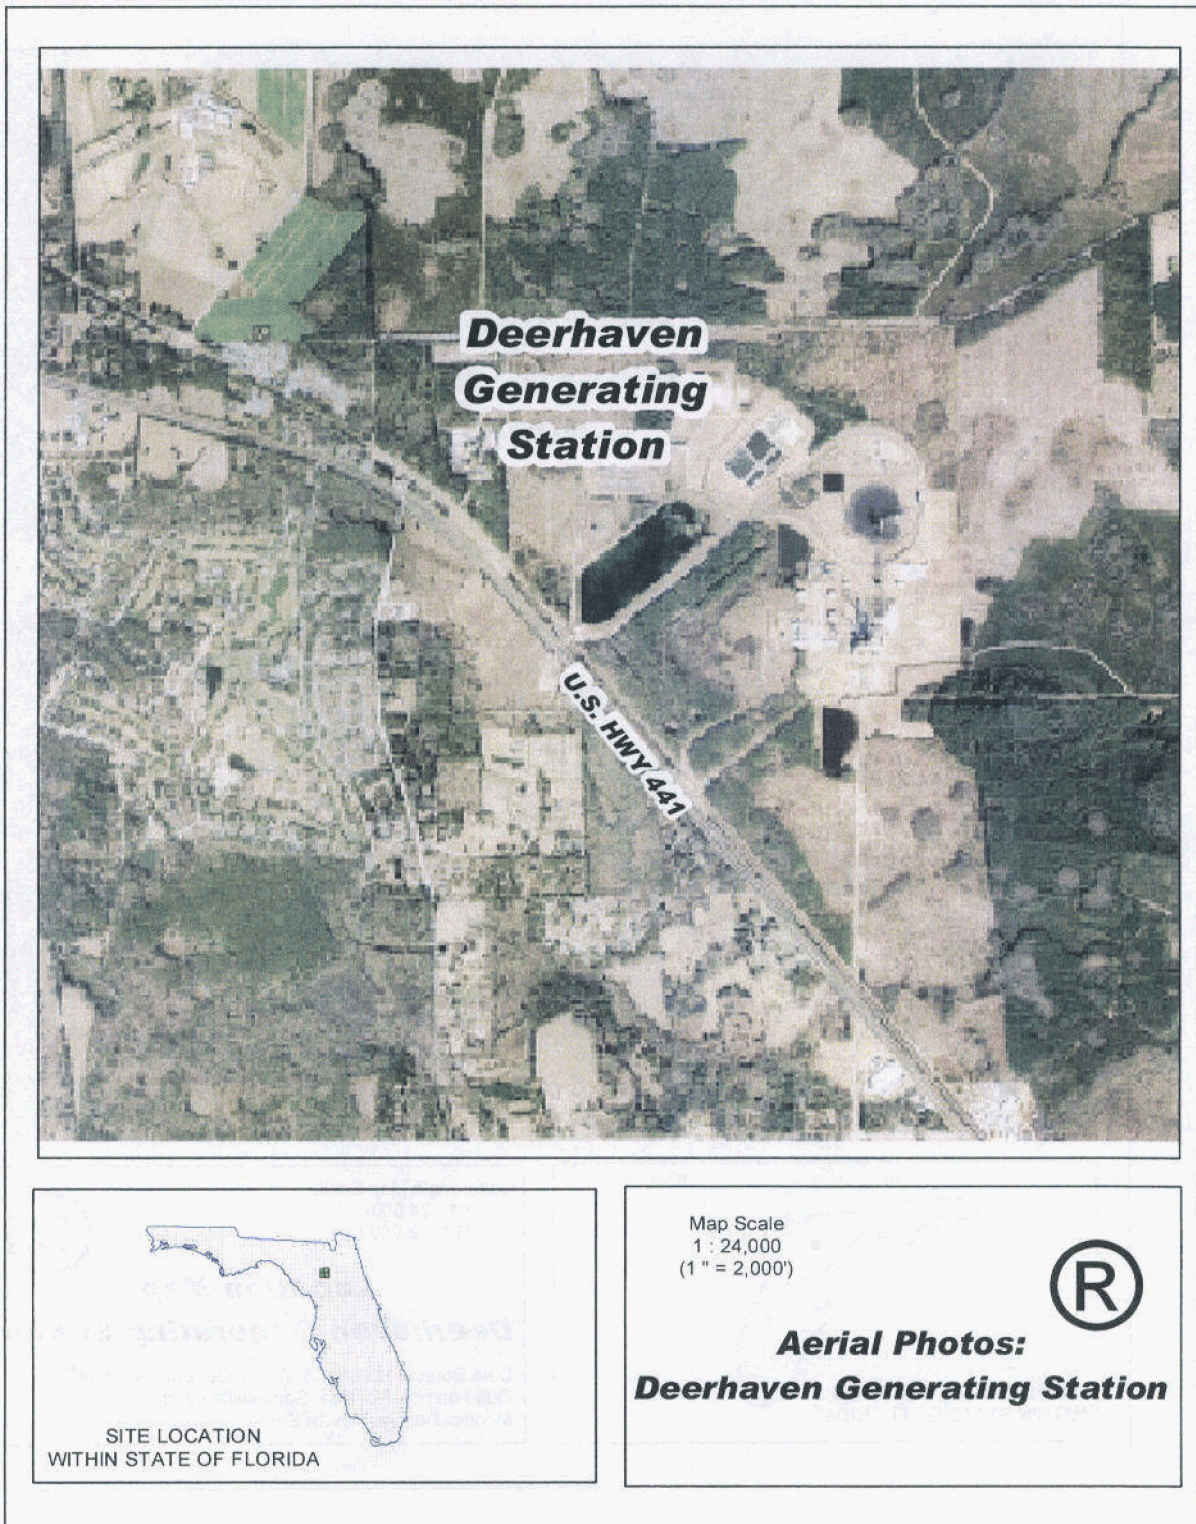 Deerhaven
Generating
Station
U.S. HWY 441
SITE LOCATION
WITHIN STATE OF FLORIDA
Map Scale
1 : 24,000
(1 " = 2,000')
®
Aerial Photos:
Deerhaven Generating Station